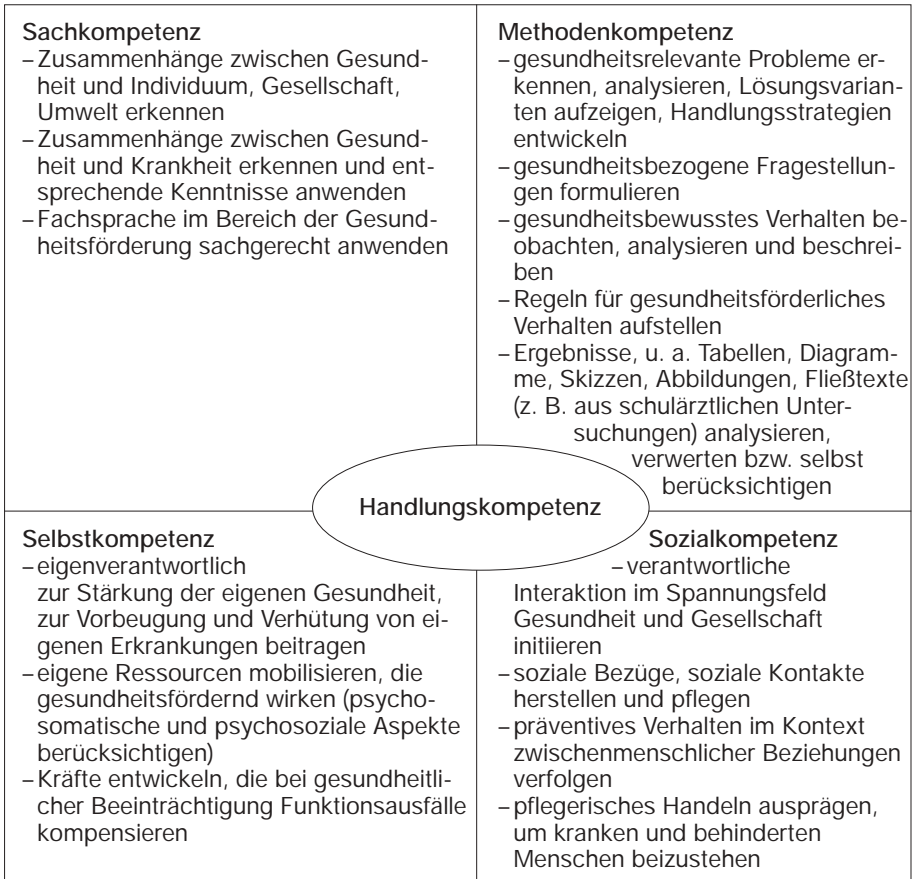 Sachkompetenz
– Zusammenhänge zwischen Gesund-
heit und Individuum, Gesellschaft,
Umwelt erkennen
– Zusammenhänge zwischen Gesund-
heit und Krankheit erkennen und ent-
sprechende Kenntnisse anwenden
– Fachsprache im Bereich der Gesund-
heitsförderung sachgerecht anwenden
Methodenkompetenz
– gesundheitsrelevante Probleme er-
kennen, analysieren, Lösungsvarian-
ten aufzeigen, Handlungsstrategien
entwickeln
– gesundheitsbezogene Fragestellun-
gen formulieren
– gesundheitsbewusstes Verhalten be-
obachten, analysieren und beschrei-
ben
– Regeln für gesundheitsförderliches
Verhalten aufstellen
– Ergebnisse, u. a. Tabellen, Diagram-
me, Skizzen, Abbildungen, Fließtexte
(z. B. aus schulärztlichen Unter-
suchungen) analysieren,
verwerten bzw. selbst
berücksichtigen
Handlungskompetenz
Selbstkompetenz
– eigenverantwortlich
zur Stärkung der eigenen Gesundheit,
zur Vorbeugung und Verhütung von ei-
genen Erkrankungen beitragen
– eigene Ressourcen mobilisieren, die
gesundheitsfördernd wirken (psycho-
somatische und psychosoziale Aspekte
berücksichtigen)
– Kräfte entwickeln, die bei gesundheitli-
cher Beeinträchtigung Funktionsausfälle
kompensieren
Sozialkompetenz
– verantwortliche
Interaktion im Spannungsfeld
Gesundheit und Gesellschaft
initiieren
– soziale Bezüge, soziale Kontakte
herstellen und pflegen
– präventives Verhalten im Kontext
zwischenmenschlicher Beziehungen
verfolgen
– pflegerisches Handeln ausprägen,
um kranken und behinderten
Menschen beizustehen